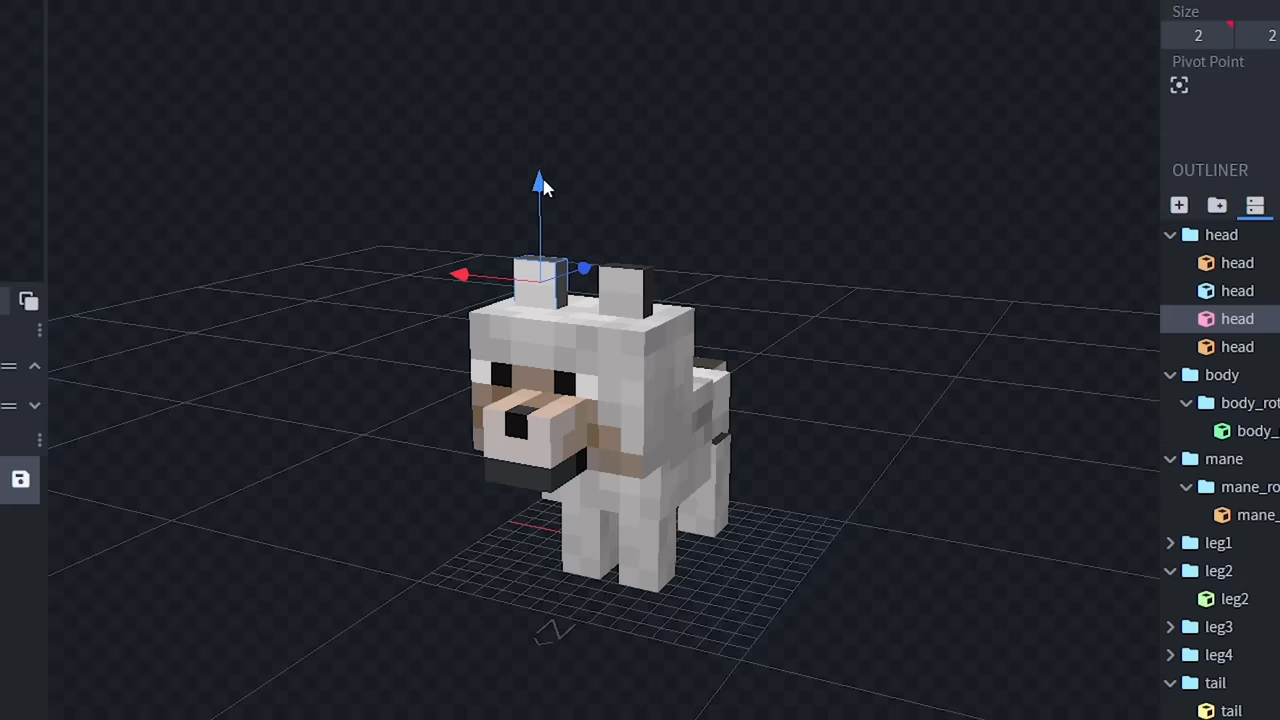 Size
2 2
Pivot Point
OUTLINER
head
head
head
head
head
body
body_rot
body_
mane
mane_ro
mane_
leg1
leg2
leg2
leg3
leg4
tail
tail